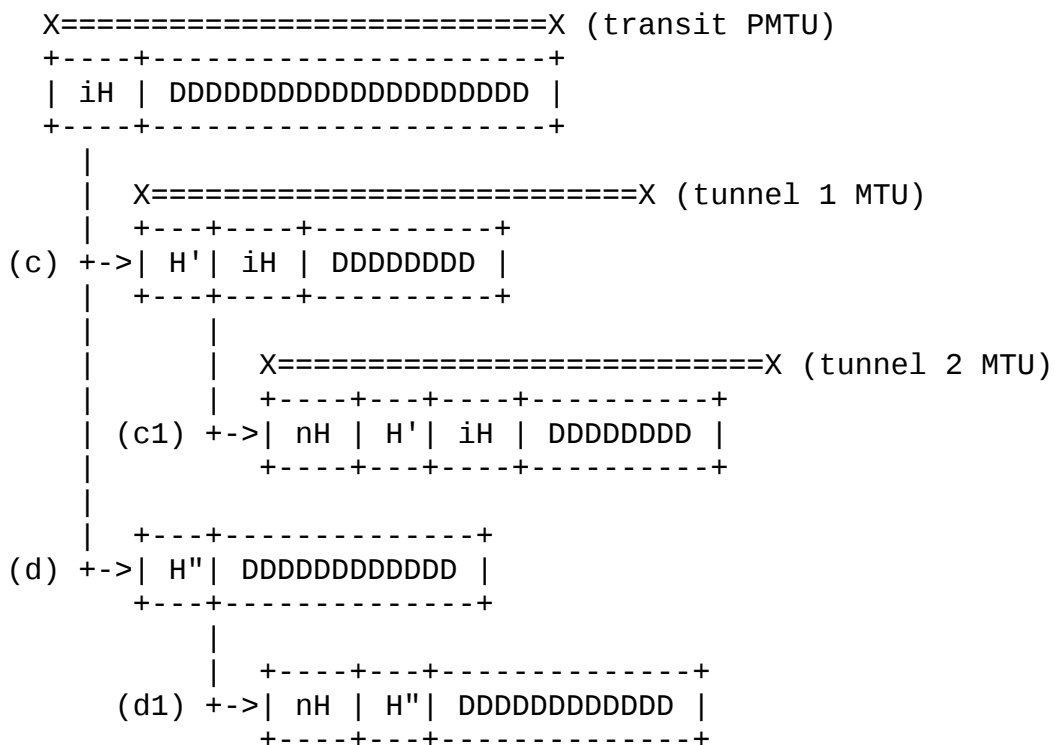 X===========================X (transit PMTU)
+----+----------------------+
| iH | DDDDDDDDDDDDDDDDDDDD |
+----+----------------------+
|
| X===========================X (tunnel 1 MTU)
| +---+----+----------+
(c) +->| H'| iH | DDDDDDDD |
| +---+----+----------+
| |
| | X===========================X (tunnel 2 MTU)
| | +----+---+----+----------+
| (c1) +->| nH | H'| iH | DDDDDDDD |
| +----+---+----+----------+
|
| +---+--------------+
(d) +->| H"| DDDDDDDDDDDD |
+---+--------------+
|
| +----+---+--------------+
(d1) +->| nH | H"| DDDDDDDDDDDD |
+----+---+--------------+